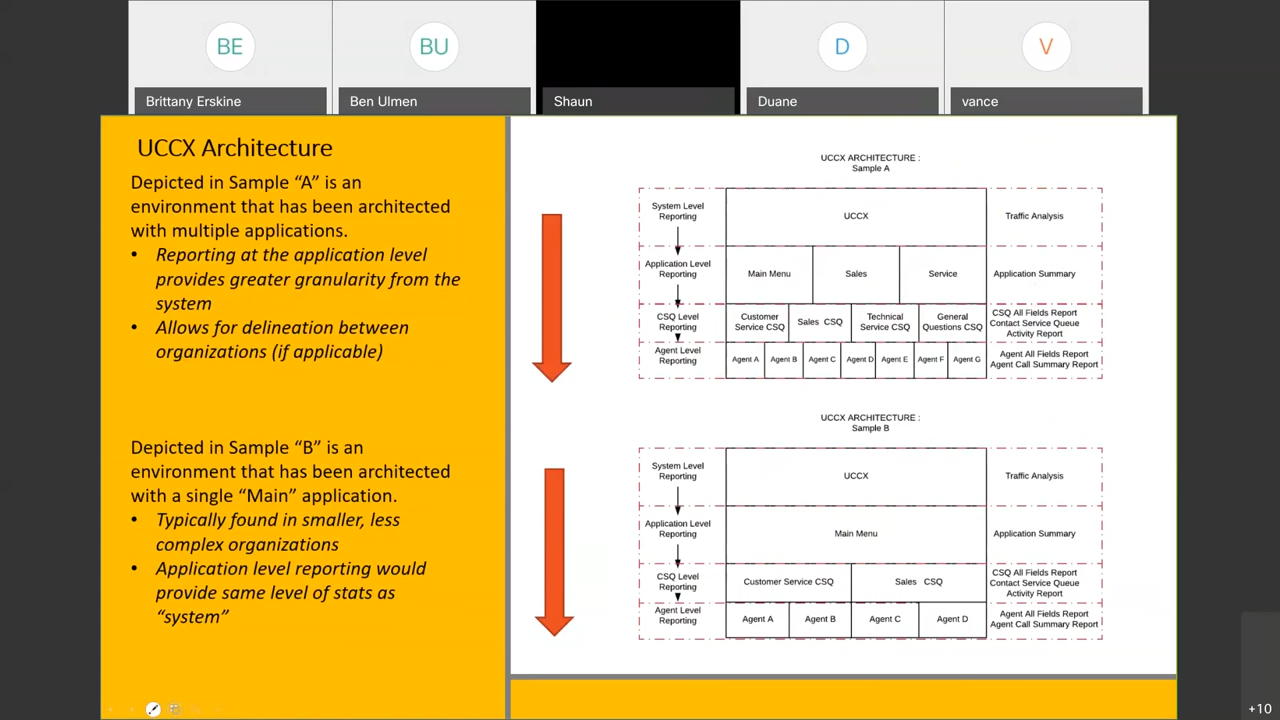 BE
BU
D
V
Brittany Erskine
Ben Ulmen
Shaun
Duane
vance
UCCX Architecture
Depicted in Sample “A” is an
environment that has been architected
with multiple applications.
• Reporting at the application level
provides greater granularity from the
system
• Allows for delineation between
organizations (if applicable)
Depicted in Sample “B” is an
environment that has been architected
with a single “Main” application.
• Typically found in smaller, less
complex organizations
• Application level reporting would
provide same level of stats as
“system”
UCCX ARCHITECTURE :
Sample A
System Level
Reporting
UCCX
Traffic Analysis
Application Level
Reporting
Main Menu
Sales
Service
Application Summary
CSQ Level
Reporting
Customer
Service CSQ
Sales CSQ
Technical
Service CSQ
General
Questions CSQ
CSQ All Fields Report
Contact Service Queue
Activity Report
Agent Level
Reporting
Agent A
Agent B
Agent C
Agent D
Agent E
Agent F
Agent G
Agent All Fields Report
Agent Call Summary Report
UCCX ARCHITECTURE :
Sample B
System Level
Reporting
UCCX
Traffic Analysis
Application Level
Reporting
Main Menu
Application Summary
CSQ Level
Reporting
Customer Service CSQ
Sales CSQ
CSQ All Fields Report
Contact Service Queue
Activity Report
Agent Level
Reporting
Agent A
Agent B
Agent C
Agent D
Agent All Fields Report
Agent Call Summary Report
+10